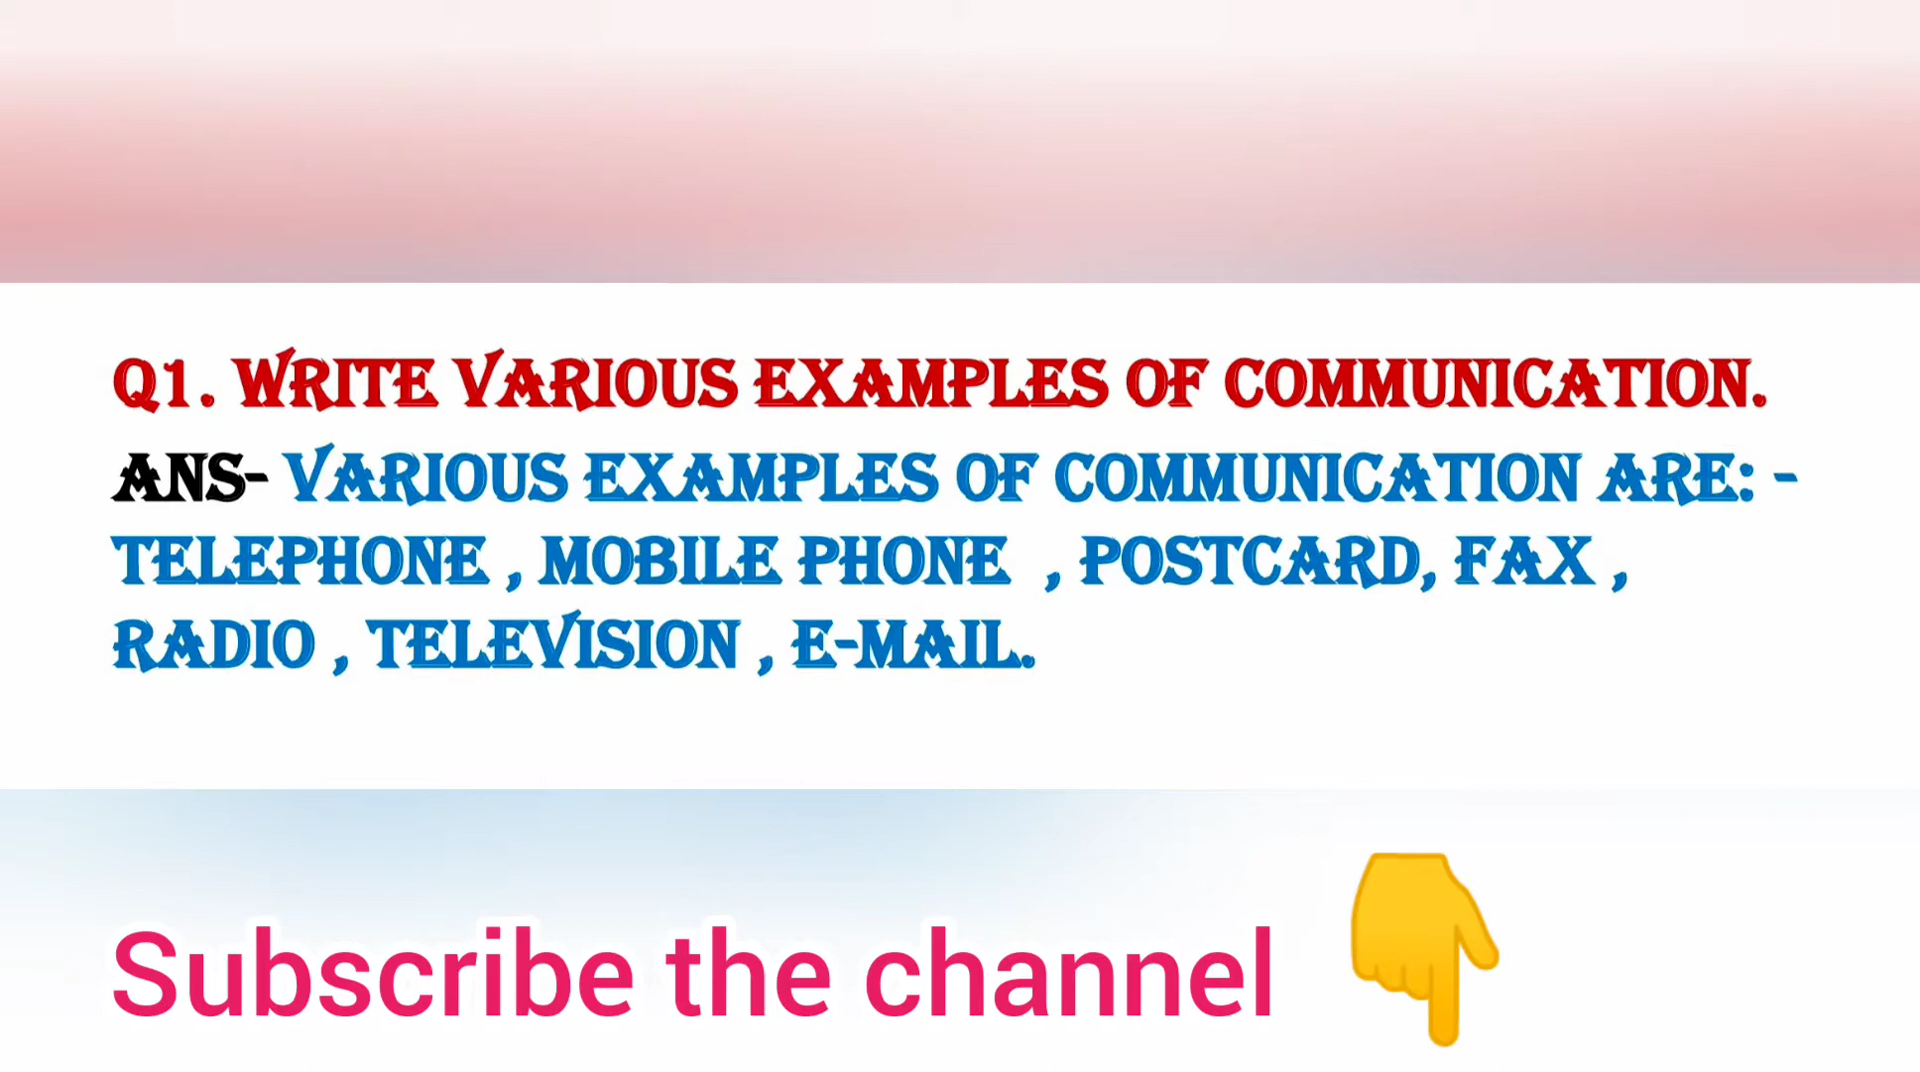 Q1. WRITE VARIOUS EXAMPLES OF COMMUNICATION.
ANS- VARIOUS EXAMPLES OF COMMUNICATION ARE: -
TELEPHONE , MOBILE PHONE  , POSTCARD, FAX ,
RADIO , TELEVISION , E-MAIL.
Subscribe the channel 👇